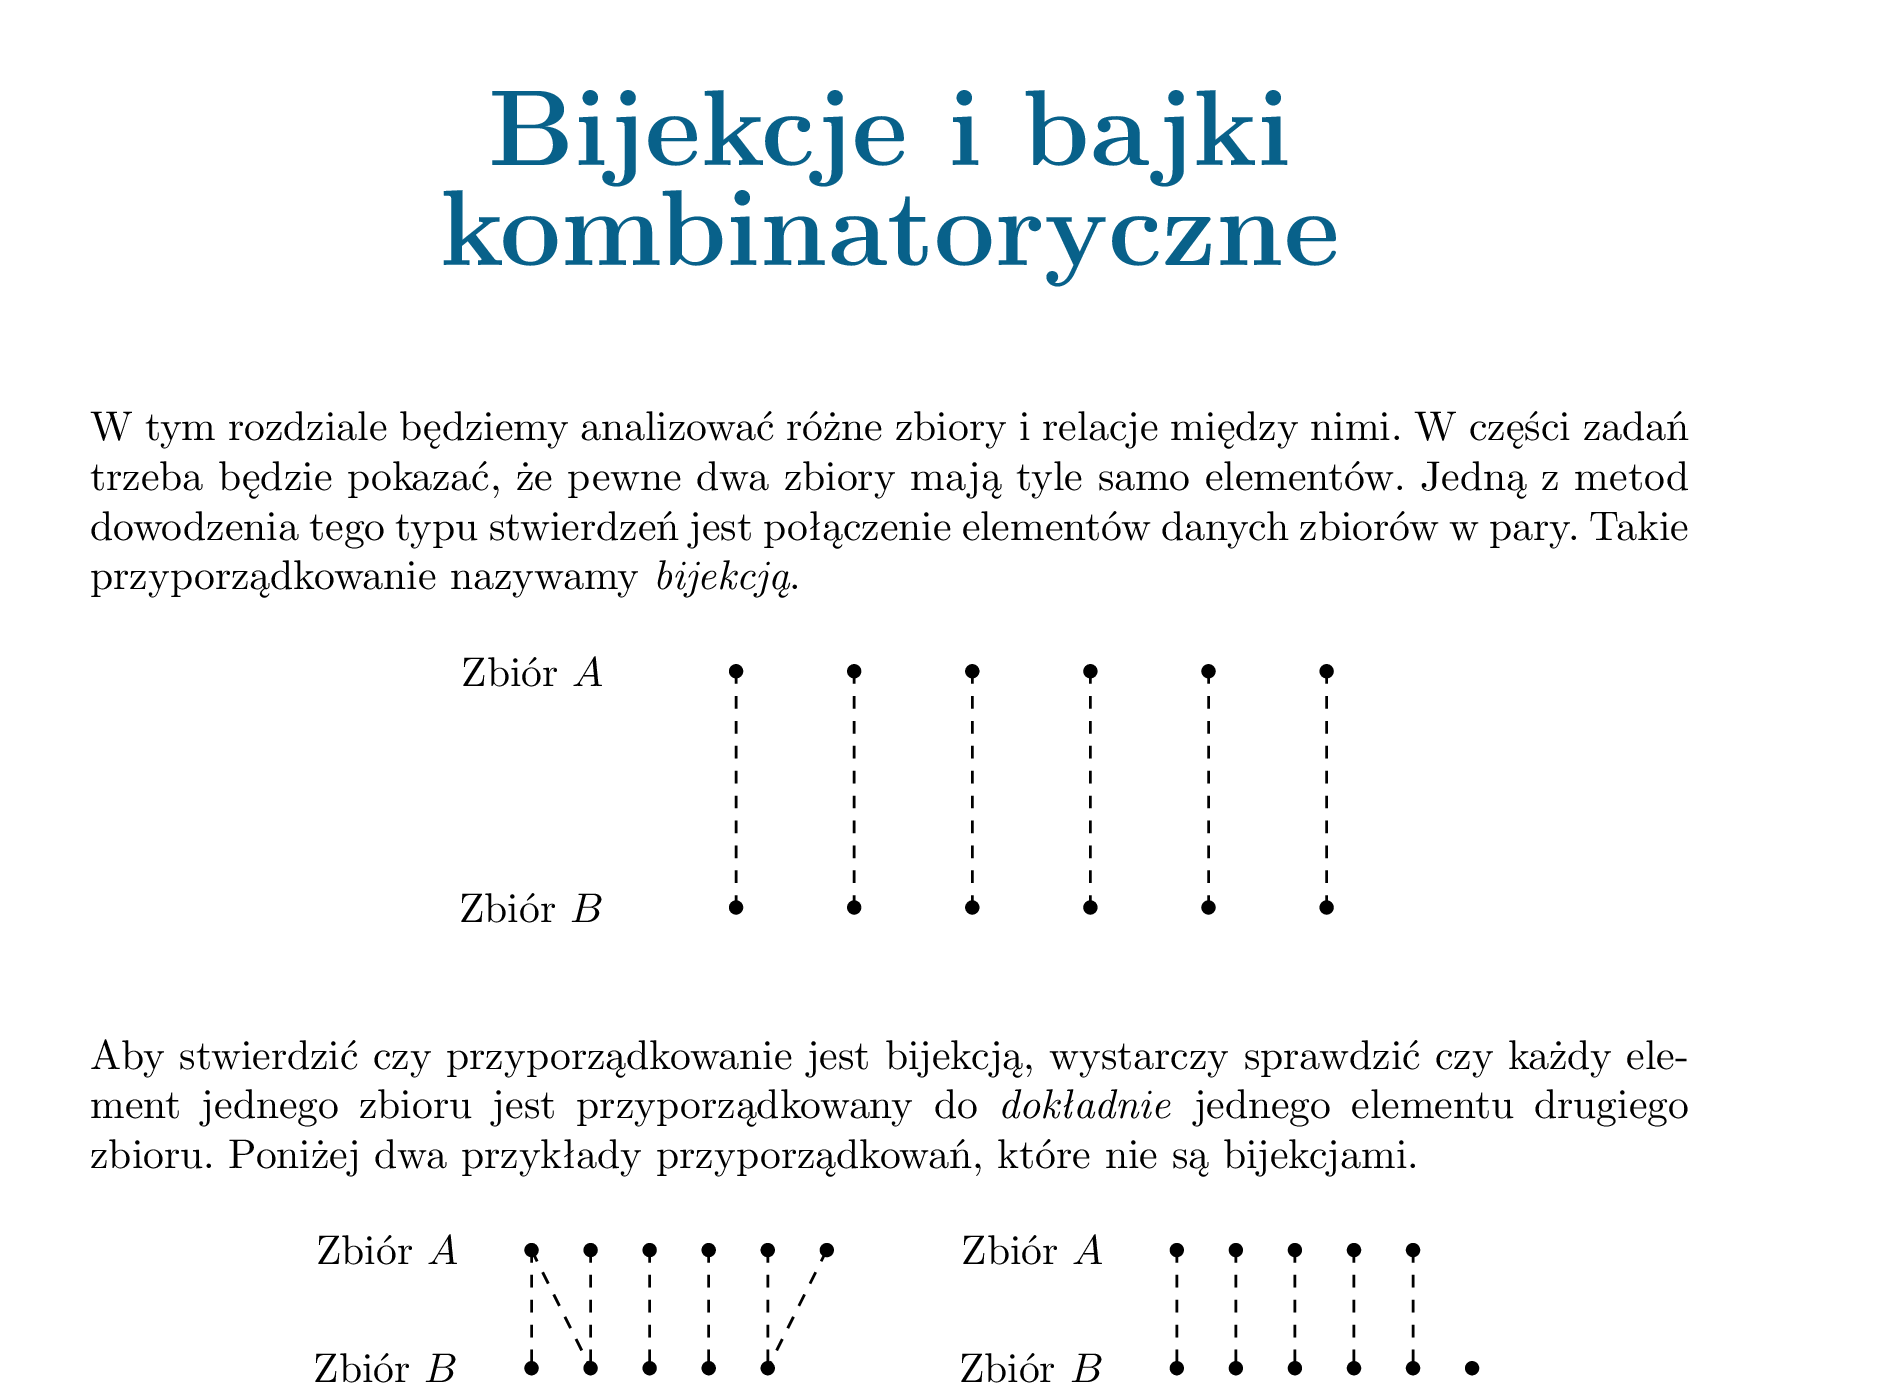 Bijekcje i bajki
kombinatoryczne
W tym rozdziale będziemy analizować różne zbiory i relacje między nimi. W części zadań
trzeba będzie pokazać, że pewne dwa zbiory mają tyle samo elementów. Jedną z metod
dowodzenia tego typu stwierdzeń jest połączenie elementów danych zbiorów w pary. Takie
przyporządkowanie nazywamy bijekcją.
Zbiór A
Zbiór B
Aby stwierdzić czy przyporządkowanie jest bijekcją, wystarczy sprawdzić czy każdy ele-
ment jednego zbioru jest przyporządkowany do dokładnie jednego elementu drugiego
zbioru. Poniżej dwa przykłady przyporządkowań, które nie są bijekcjami.
Zbiór A
Zbiór B
Zbiór A
Zbiór B